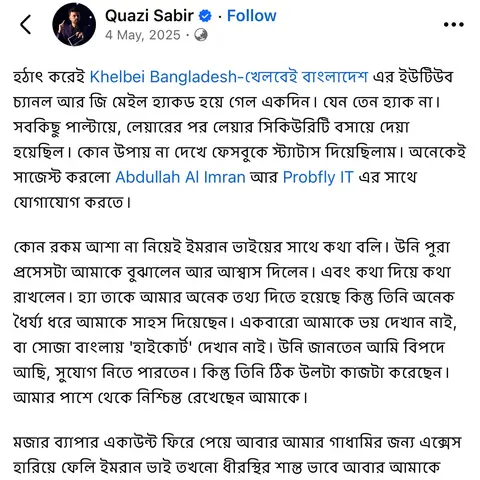 Quazi Sabir · Follow
4 May, 2025 ·
হঠাৎ করেই Khelbei Bangladesh-খেলবেই বাংলাদেশ এর ইউটিউব
চ্যানল আর জি মেইল হ্যাকড হয়ে গেল একদিন। যেন তেন হ্যাক না।
সবকিছু পাল্টায়ে, লেয়ারের পর লেয়ার সিকিউরিটি বসায়ে দেয়া
হয়েছিল। কোন উপায় না দেখে ফেসবুকে স্ট্যাটাস দিয়েছিলাম। অনেকেই
সাজেস্ট করলো Abdullah Al Imran আর Probfly IT এর সাথে
যোগাযোগ করতে।
কোন রকম আশা না নিয়েই ইমরান ভাইয়ের সাথে কথা বলি। উনি পুরা
প্রসেসটা আমাকে বুঝালেন আর আশ্বাস দিলেন। এবং কথা দিয়ে কথা
রাখলেন। হ্যা তাকে আমার অনেক তথ্য দিতে হয়েছে কিন্তু তিনি অনেক
ধৈর্য্য ধরে আমাকে সাহস দিয়েছেন। একবারো আমাকে ভয় দেখান নাই,
বা সোজা বাংলায় 'হাইকোর্ট' দেখান নাই। উনি জানতেন আমি বিপদে
আছি, সুযোগ নিতে পারতেন। কিন্তু তিনি ঠিক উলটা কাজটা করেছেন।
আমার পাশে থেকে নিশ্চিন্ত রেখেছেন আমাকে।
মজার ব্যাপার একাউন্ট ফিরে পেয়ে আবার আমার গাধামির জন্য এক্সেস
হারিয়ে ফেলি ইমরান ভাই তখনো ধীরস্থির শান্ত ভাবে আবার আমাকে